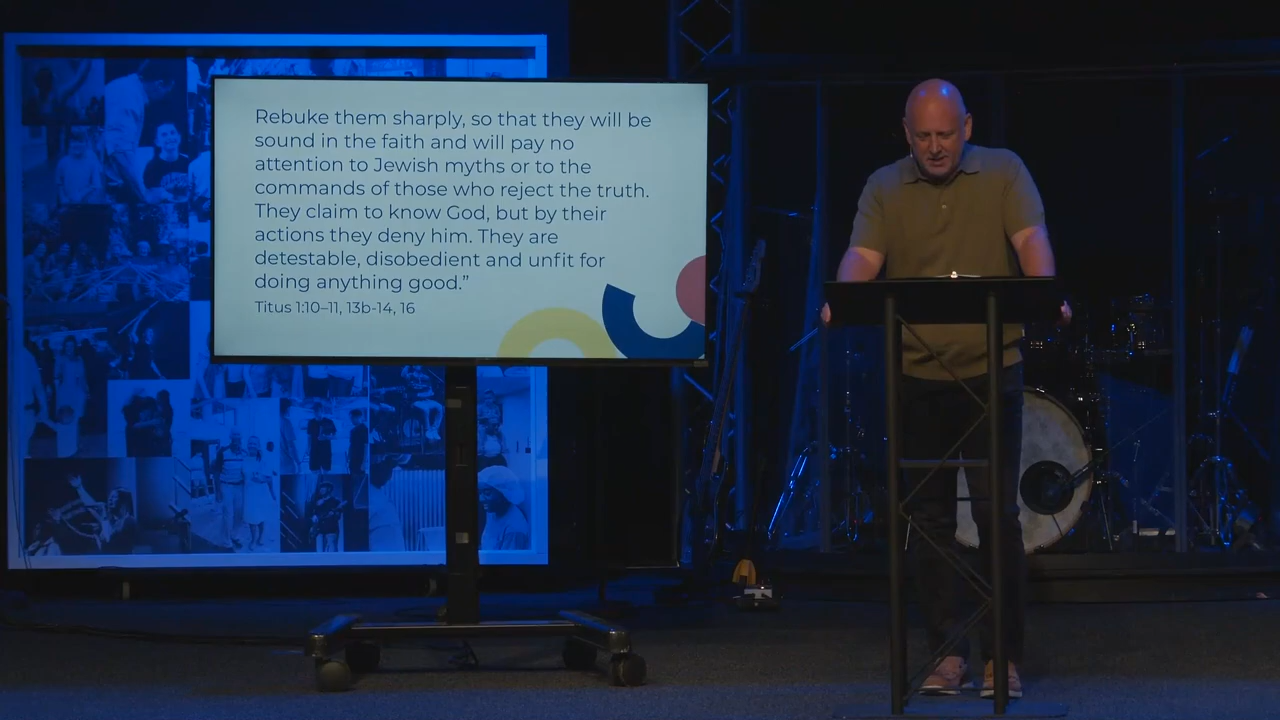 Rebuke them sharply, so that they will be
sound in the faith and will pay no
attention to Jewish myths or to the
commands of those who reject the truth.
They claim to know God, but by their
actions they deny him. They are
detestable, disobedient and unfit for
doing anything good.”
Titus 1:10–11, 13b-14, 16